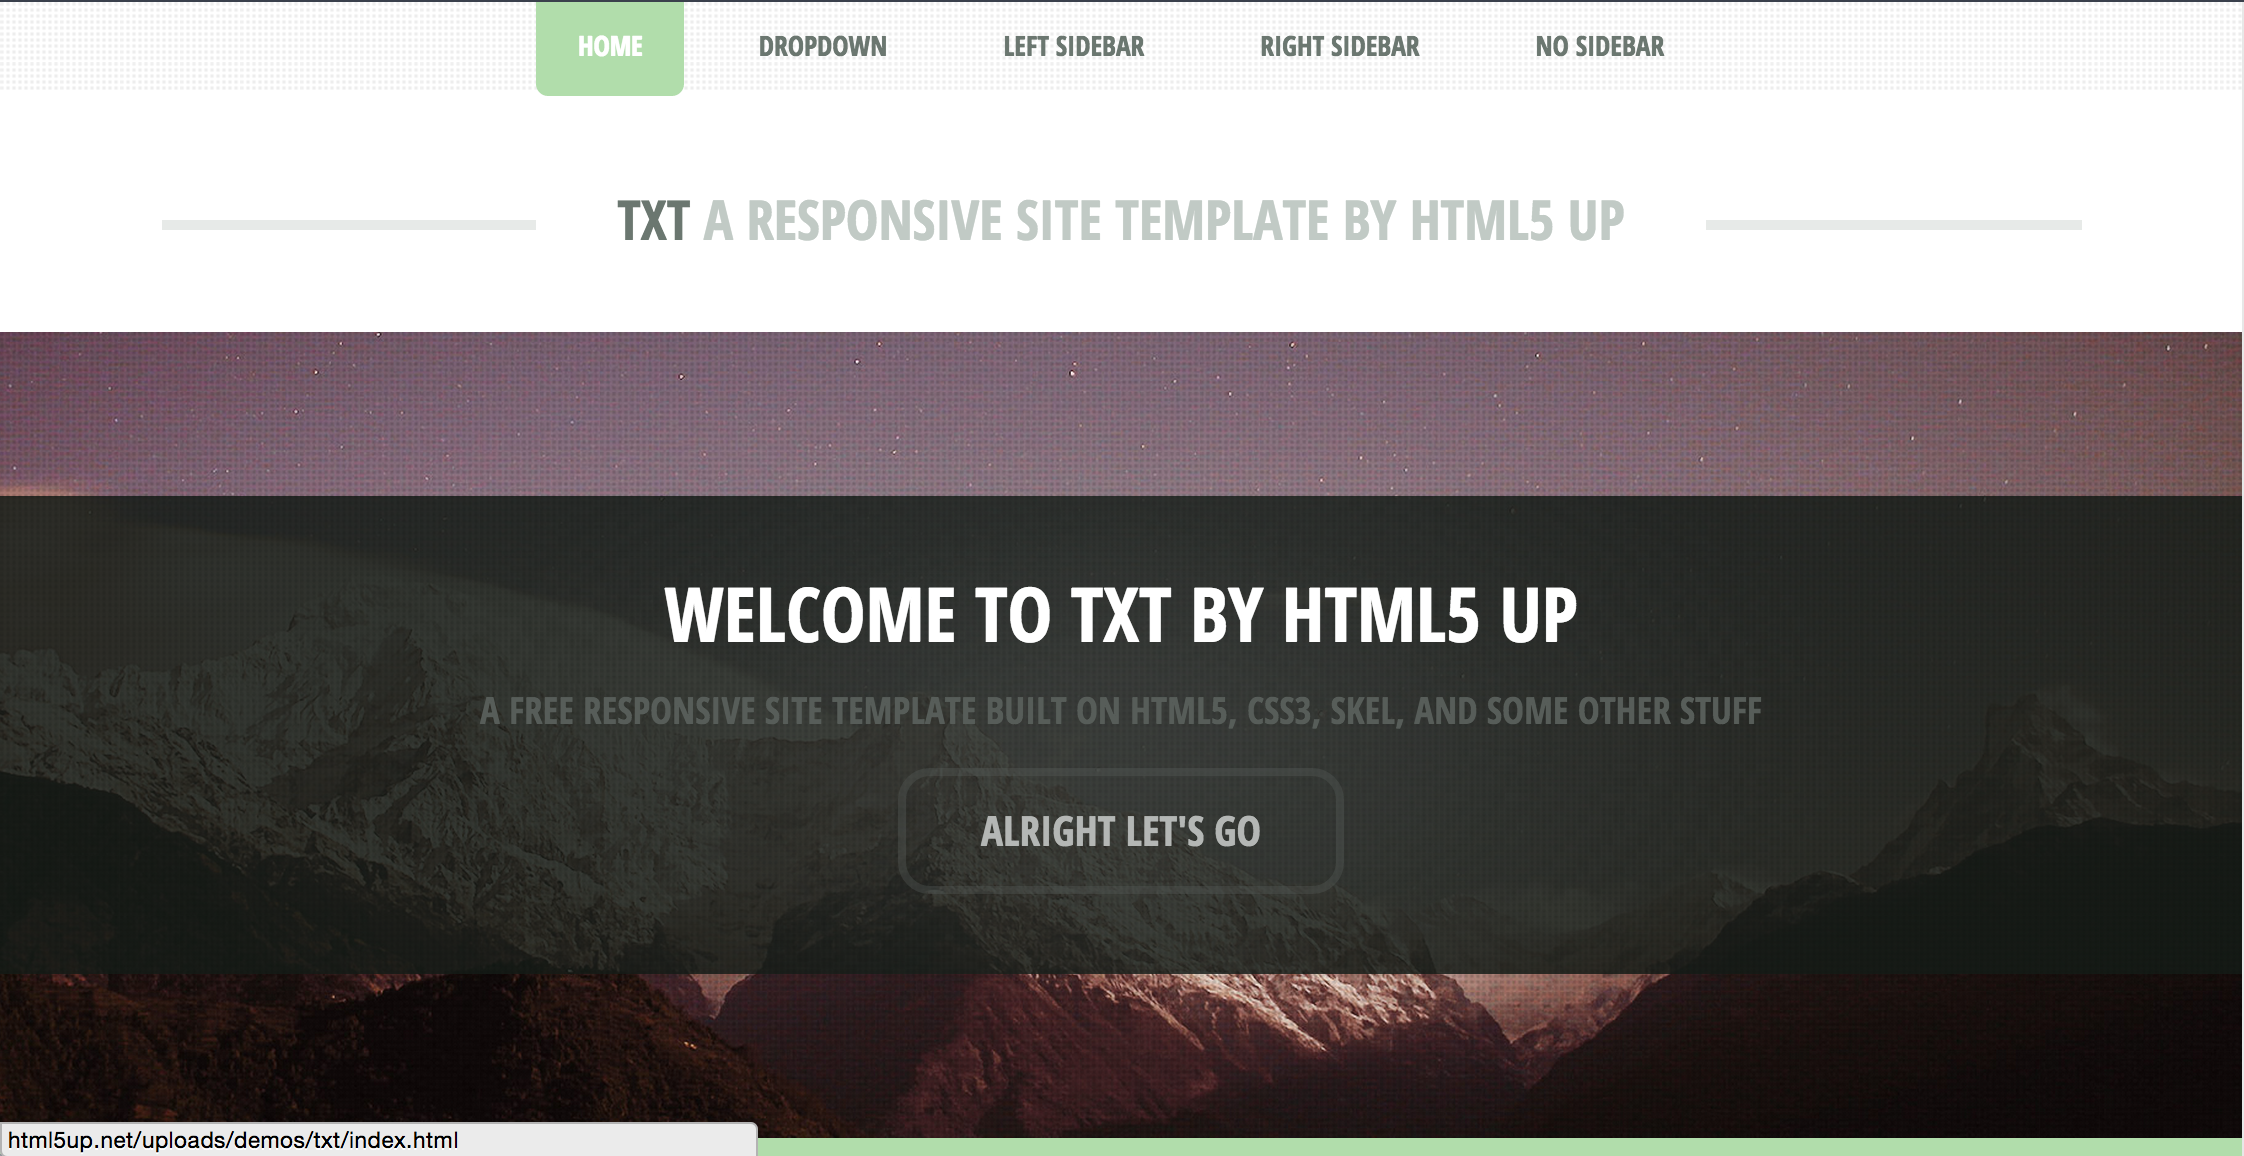 HOME DROPDOWN LEFT SIDEBAR RIGHT SIDEBAR NO SIDEBAR
TXT A RESPONSIVE SITE TEMPLATE BY HTML5 UP
WELCOME TO TXT BY HTML5 UP
A FREE RESPONSIVE SITE TEMPLATE BUILT ON HTML5, CSS3, SKEL, AND SOME OTHER STUFF
ALRIGHT LET'S GO
html5up.net/uploads/demos/txt/index.html